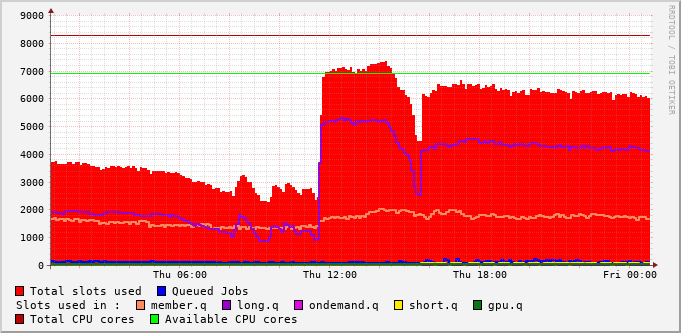 9000
8000
7000
6000
5000
4000
3000
2000
1000
0
Thu 06:00 Thu 12:00 Thu 18:00 Fri 00:00
RRDTOOL / TOBI OETIKER
Total slots used Queued Jobs
Slots used in : member.q long.q ondemand.q short.q gpu.q
Total CPU cores Available CPU cores